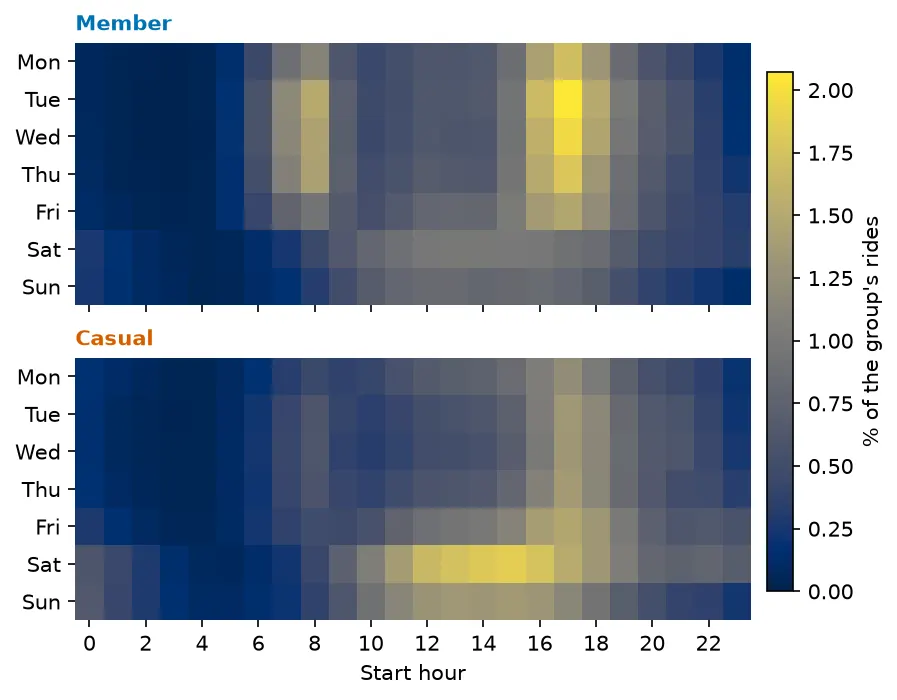 Member
Mon
Tue
Wed
Thu
Fri
Sat
Sun
Casual
Mon
Tue
Wed
Thu
Fri
Sat
Sun
0 2 4 6 8 10 12 14 16 18 20 22
Start hour
2.00
1.75
1.50
1.25
1.00
0.75
0.50
0.25
0.00
% of the group's rides